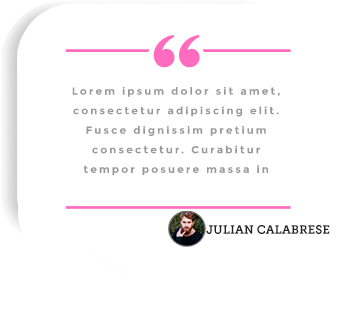 Lorem ipsum dolor sit amet,
consectetur adipiscing elit.
Fusce dignissim pretium
consectetur. Curabitur
tempor posuere massa in
JULIAN CALABRESE